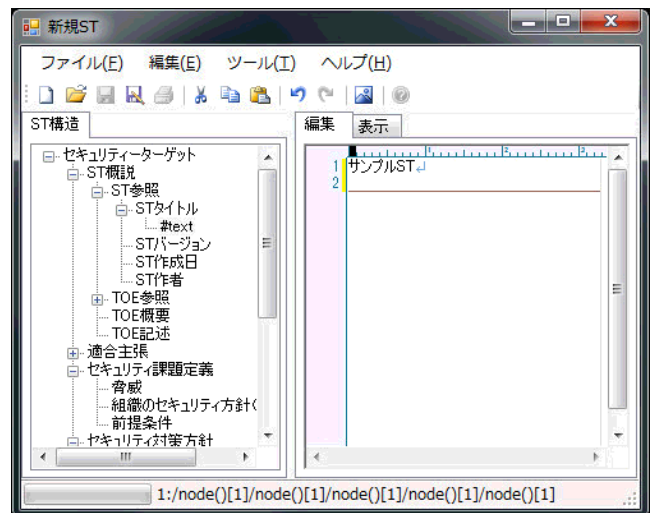 新規ST
ファイル(F) 編集(E) ツール(T) ヘルプ(H)
ST構造
編集 表示
セキュリティーターゲット
ST概説
ST参照
STタイトル
#text
STバージョン
ST作成日
ST作者
TOE参照
TOE概要
TOE記述
適合主張
セキュリティ課題定義
脅威
組織のセキュリティ方針(
前提条件
セキュリティ対策方針
1 2 3
1 サンプルST↵
2
1:/node()[1]/node()[1]/node()[1]/node()[1]/node()[1]